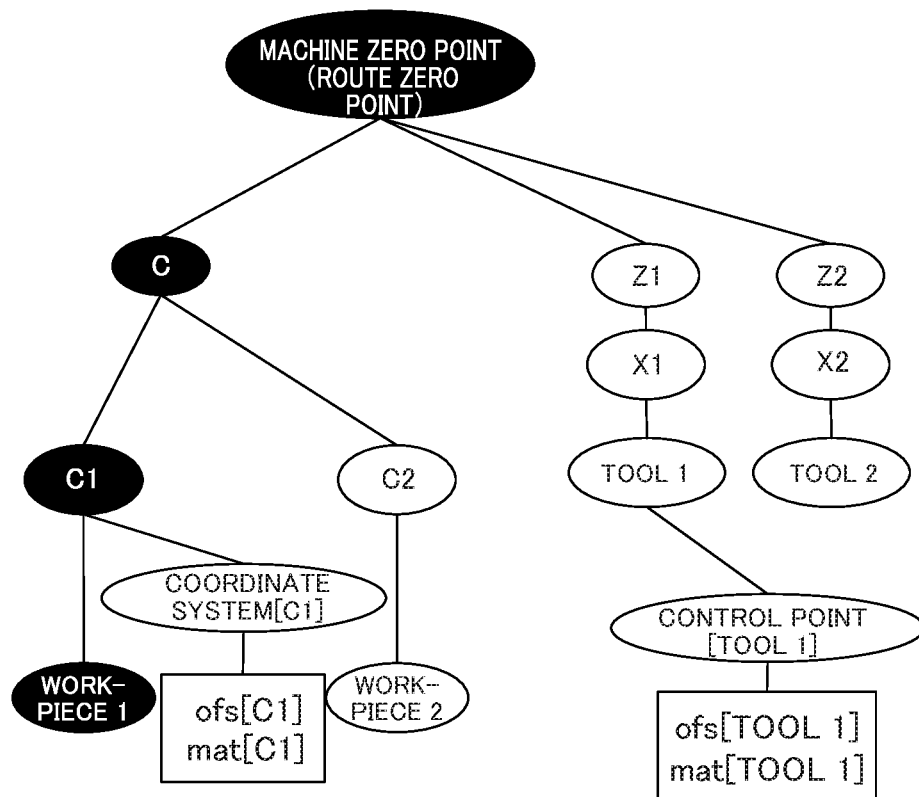 MACHINE ZERO POINT
(ROUTE ZERO
POINT)
C
Z1
Z2
X1
X2
C1
C2
TOOL 1
TOOL 2
COORDINATE
SYSTEM[C1]
CONTROL POINT
[TOOL 1]
WORK-
PIECE 1
ofs[C1]
mat[C1]
WORK-
PIECE 2
ofs[TOOL 1]
mat[TOOL 1]